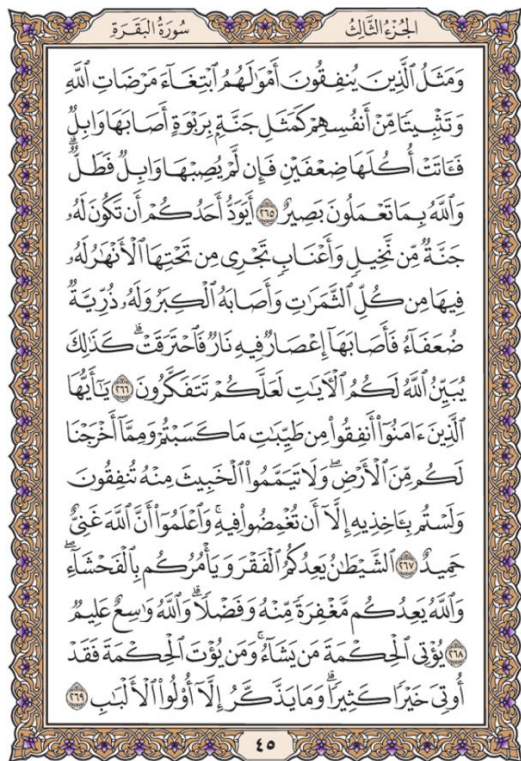 الجُزْءُ الثَّالِثُ سُورَةُ البَقَرَةِ
وَمَثَلُ ٱلَّذِينَ يُنفِقُونَ أَمْوَٰلَهُمُ ٱبْتِغَآءَ مَرْضَاتِ ٱللَّهِ
وَتَثْبِيتًا مِّنْ أَنفُسِهِمْ كَمَثَلِ جَنَّةٍۭ بِرَبْوَةٍ أَصَابَهَا وَابِلٌ
فَـَٔاتَتْ أُكُلَهَا ضِعْفَيْنِ فَإِن لَّمْ يُصِبْهَا وَابِلٌ فَطَلٌّۗ
وَٱللَّهُ بِمَا تَعْمَلُونَ بَصِيرٌ ٢٦٥ أَيَوَدُّ أَحَدُكُمْ أَن تَكُونَ لَهُۥ
جَنَّةٌ مِّن نَّخِيلٍ وَأَعْنَابٍ تَجْرِى مِن تَحْتِهَا ٱلْأَنْهَٰرُ لَهُۥ
فِيهَا مِن كُلِّ ٱلثَّمَرَٰتِ وَأَصَابَهُ ٱلْكِبَرُ وَلَهُۥ ذُرِّيَّةٌ
ضُعَفَآءُ فَأَصَابَهَآ إِعْصَارٌ فِيهِ نَارٌ فَٱحْتَرَقَتْۗ كَذَٰلِكَ
يُبَيِّنُ ٱللَّهُ لَكُمُ ٱلْـَٔايَٰتِ لَعَلَّكُمْ تَتَفَكَّرُونَ ٢٦٦ يَٰٓأَيُّهَا
ٱلَّذِينَ ءَامَنُوٓا۟ أَنفِقُوا۟ مِن طَيِّبَٰتِ مَا كَسَبْتُمْ وَمِمَّآ أَخْرَجْنَا
لَكُم مِّنَ ٱلْأَرْضِۖ وَلَا تَيَمَّمُوا۟ ٱلْخَبِيثَ مِنْهُ تُنفِقُونَ
وَلَسْتُم بِـَٔاخِذِيهِ إِلَّآ أَن تُغْمِضُوا۟ فِيهِۚ وَٱعْلَمُوٓا۟ أَنَّ ٱللَّهَ غَنِىٌّ
حَمِيدٌ ٢٦٧ ٱلشَّيْطَٰنُ يَعِدُكُمُ ٱلْفَقْرَ وَيَأْمُرُكُم بِٱلْفَحْشَآءِۖ
وَٱللَّهُ يَعِدُكُم مَّغْفِرَةً مِّنْهُ وَفَضْلًاۗ وَٱللَّهُ وَٰسِعٌ عَلِيمٌ
٢٦٨ يُؤْتِى ٱلْحِكْمَةَ مَن يَشَآءُۚ وَمَن يُؤْتَ ٱلْحِكْمَةَ فَقَدْ
أُوتِىَ خَيْرًا كَثِيرًاۗ وَمَا يَذَّكَّرُ إِلَّآ أُو۟لُوا۟ ٱلْأَلْبَٰبِ ٢٦٩
٤٥